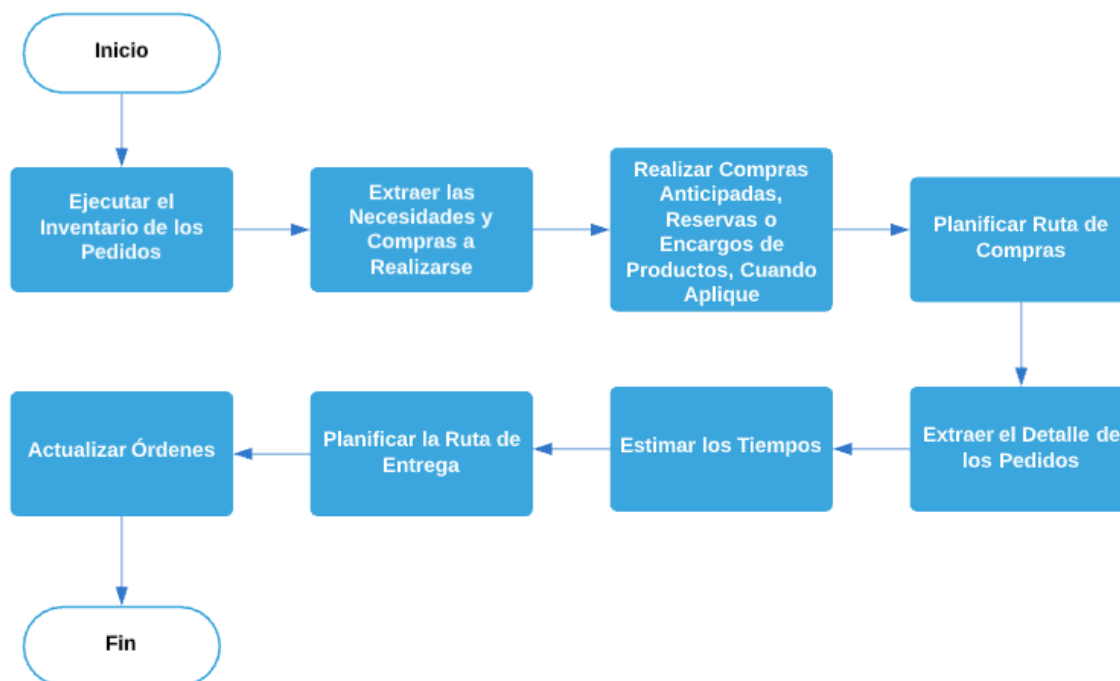 Inicio
Ejecutar el
Inventario de los
Pedidos
Extraer las
Necesidades y
Compras a
Realizarse
Realizar Compras
Anticipadas,
Reservas o
Encargos de
Productos, Cuando
Aplique
Planificar Ruta de
Compras
Extraer el Detalle de
los Pedidos
Estimar los Tiempos
Planificar la Ruta de
Entrega
Actualizar Órdenes
Fin